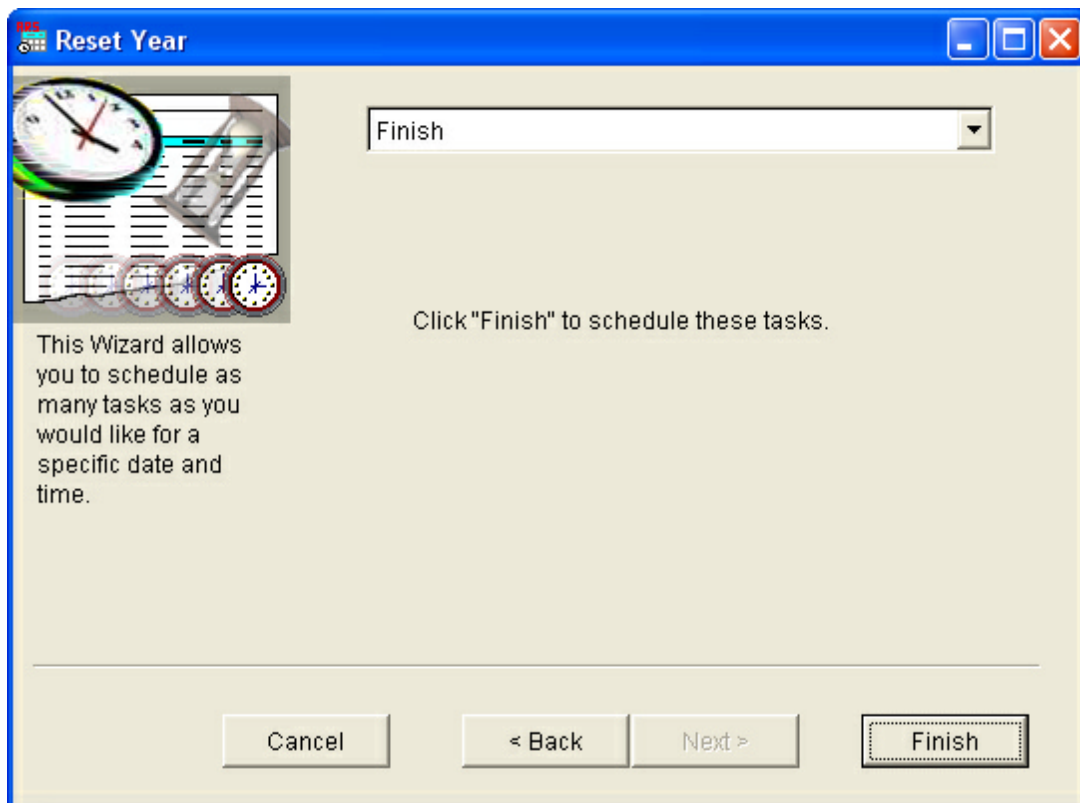 Reset Year
Finish
Click "Finish" to schedule these tasks.
This Wizard allows
you to schedule as
many tasks as you
would like for a
specific date and
time.
Cancel
< Back
Next >
Finish